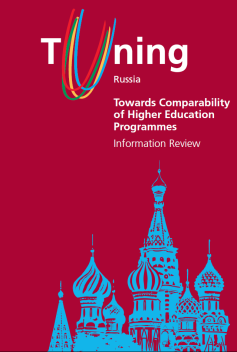 TUning
Russia
Towards Comparability
of Higher Education
Programmes
Information Review